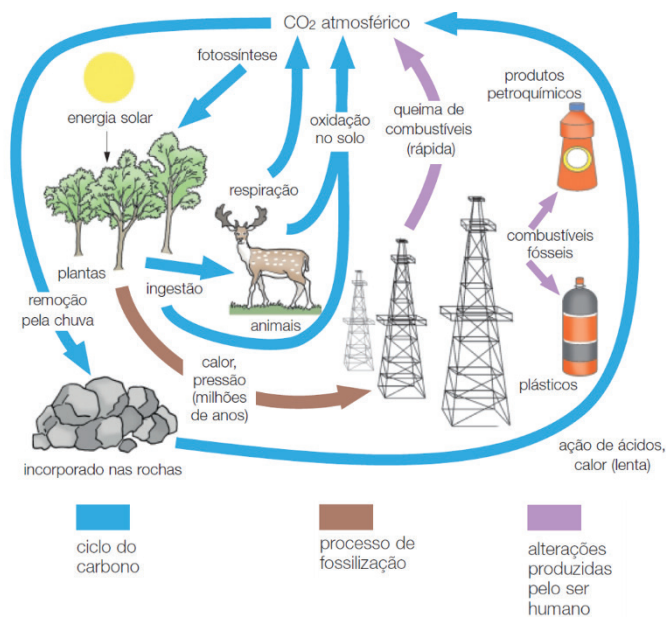 CO₂ atmosférico
fotossíntese
energia solar
oxidação
no solo
queima de
combustíveis
(rápida)
produtos
petroquímicos
respiração
combustíveis
fósseis
plantas
ingestão
animais
remoção
pela chuva
calor,
pressão
(milhões
de anos)
plásticos
incorporado nas rochas
ação de ácidos,
calor (lenta)
ciclo do
carbono
processo de
fossilização
alterações
produzidas
pelo ser
humano